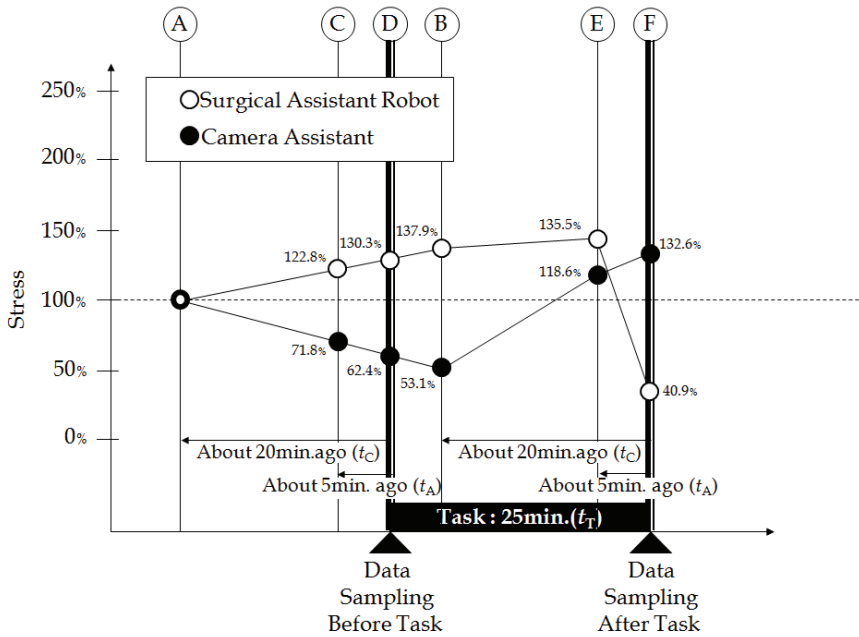 A C D B E F
250%
Surgical Assistant Robot
Camera Assistant
200%
150%
137.9%
135.5%
130.3%
132.6%
122.8%
118.6%
100%
Stress
71.8%
62.4%
53.1%
50%
40.9%
0%
About 20min.ago (tC) About 20min.ago (tC)
About 5min. ago (tA) About 5min. ago (tA)
Task : 25min.(tT)
Data Data
Sampling Sampling
Before Task After Task